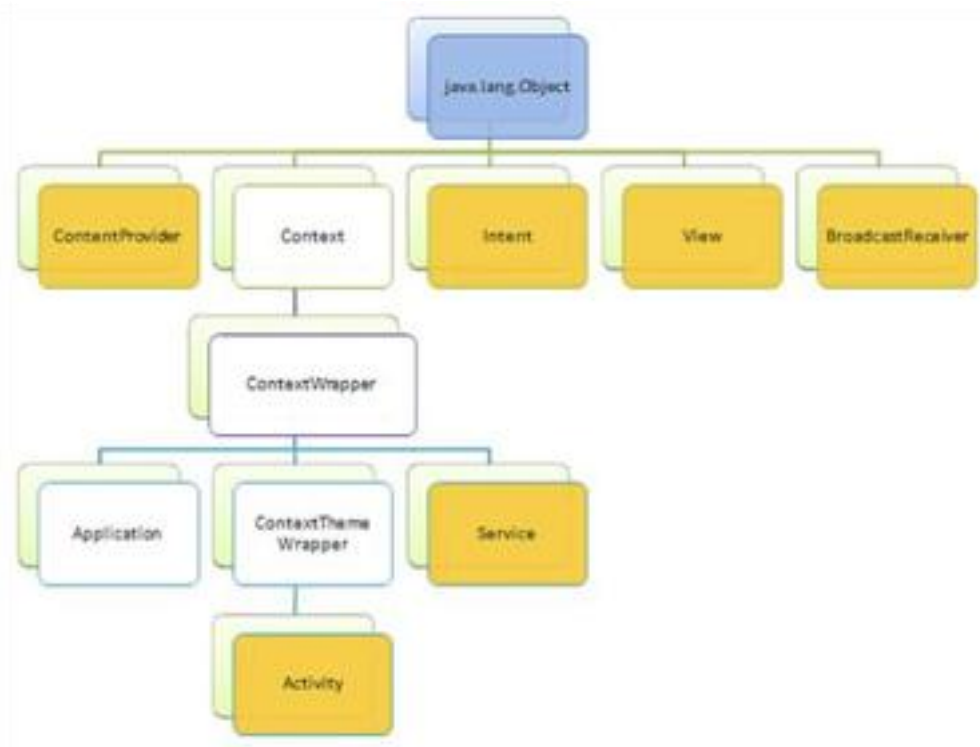 java.lang.Object
ContentProvider
Context
Intent
View
BroadcastReceiver
ContextWrapper
Application
ContextTheme
Wrapper
Service
Activity